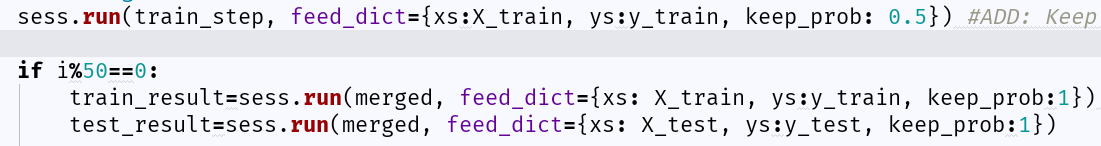 sess.run(train_step, feed_dict={xs:X_train, ys:y_train, keep_prob: 0.5}) #ADD: Keep
if i%50==0:
    train_result=sess.run(merged, feed_dict={xs: X_train, ys:y_train, keep_prob:1})
    test_result=sess.run(merged, feed_dict={xs: X_test, ys:y_test, keep_prob:1})